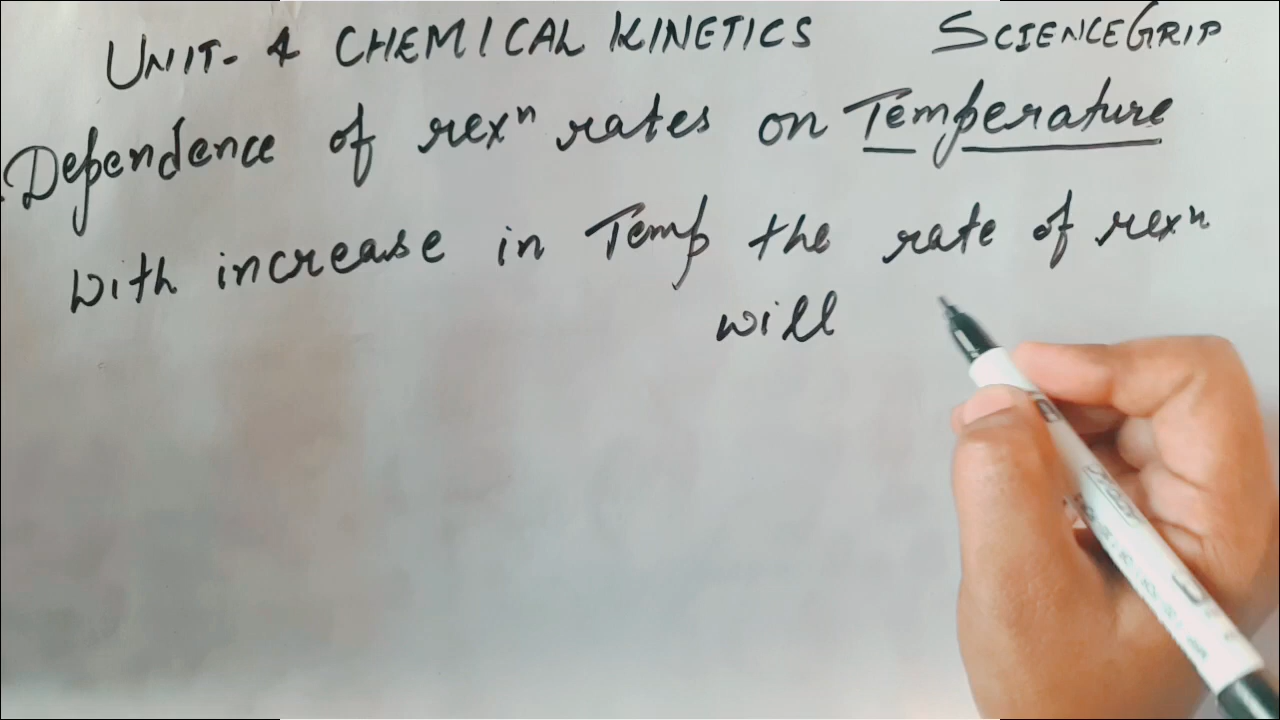 UNIT- 4 CHEMICAL KINETICS SCIENCEGRIP
Dependence of rexⁿ rates on Temperature
With increase in Temp the rate of rexⁿ
will